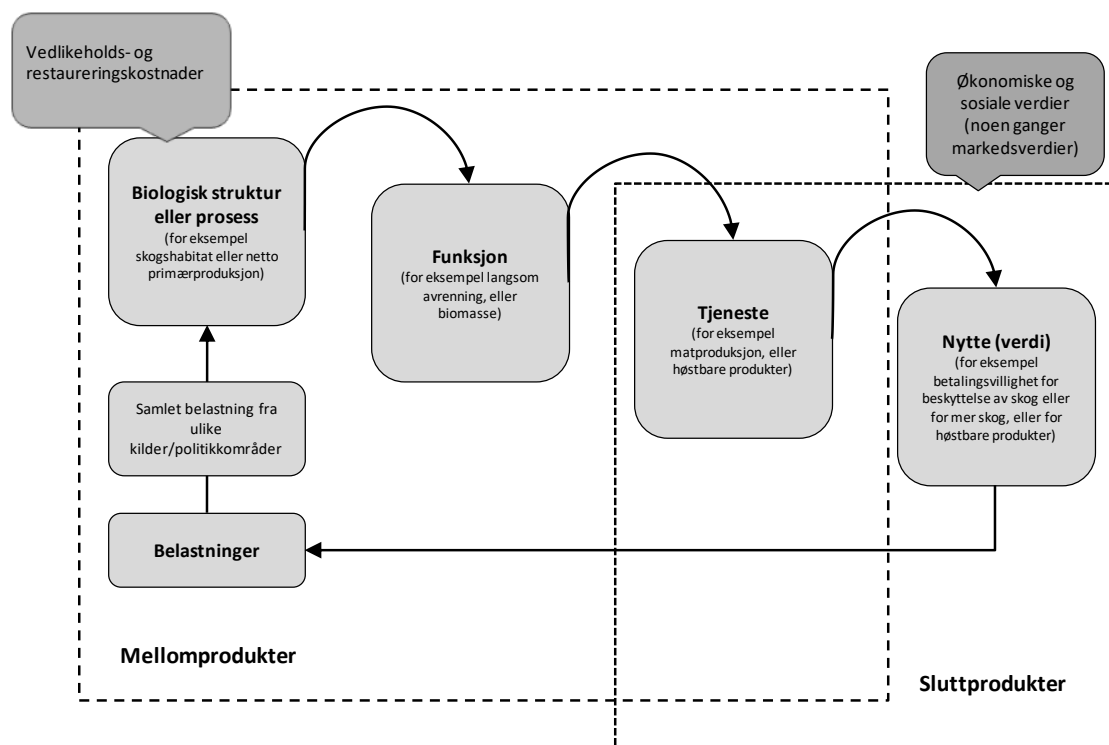 Vedlikeholds- og
restaureringskostnader
Økonomiske og
sosiale verdier
(noen ganger
markedsverdier)
Biologisk struktur
eller prosess
(for eksempel
skogshabitat eller netto
primærproduksjon)
Funksjon
(for eksempel langsom
avrenning, eller
biomasse)
Tjeneste
(for eksempel
matproduksjon, eller
høstbare produkter)
Nytte (verdi)
(for eksempel
betalingsvillighet for
beskyttelse av skog eller
for mer skog, eller for
høstbare produkter)
Samlet belastning fra
ulike
kilder/politikkområder
Belastninger
Mellomprodukter
Sluttprodukter